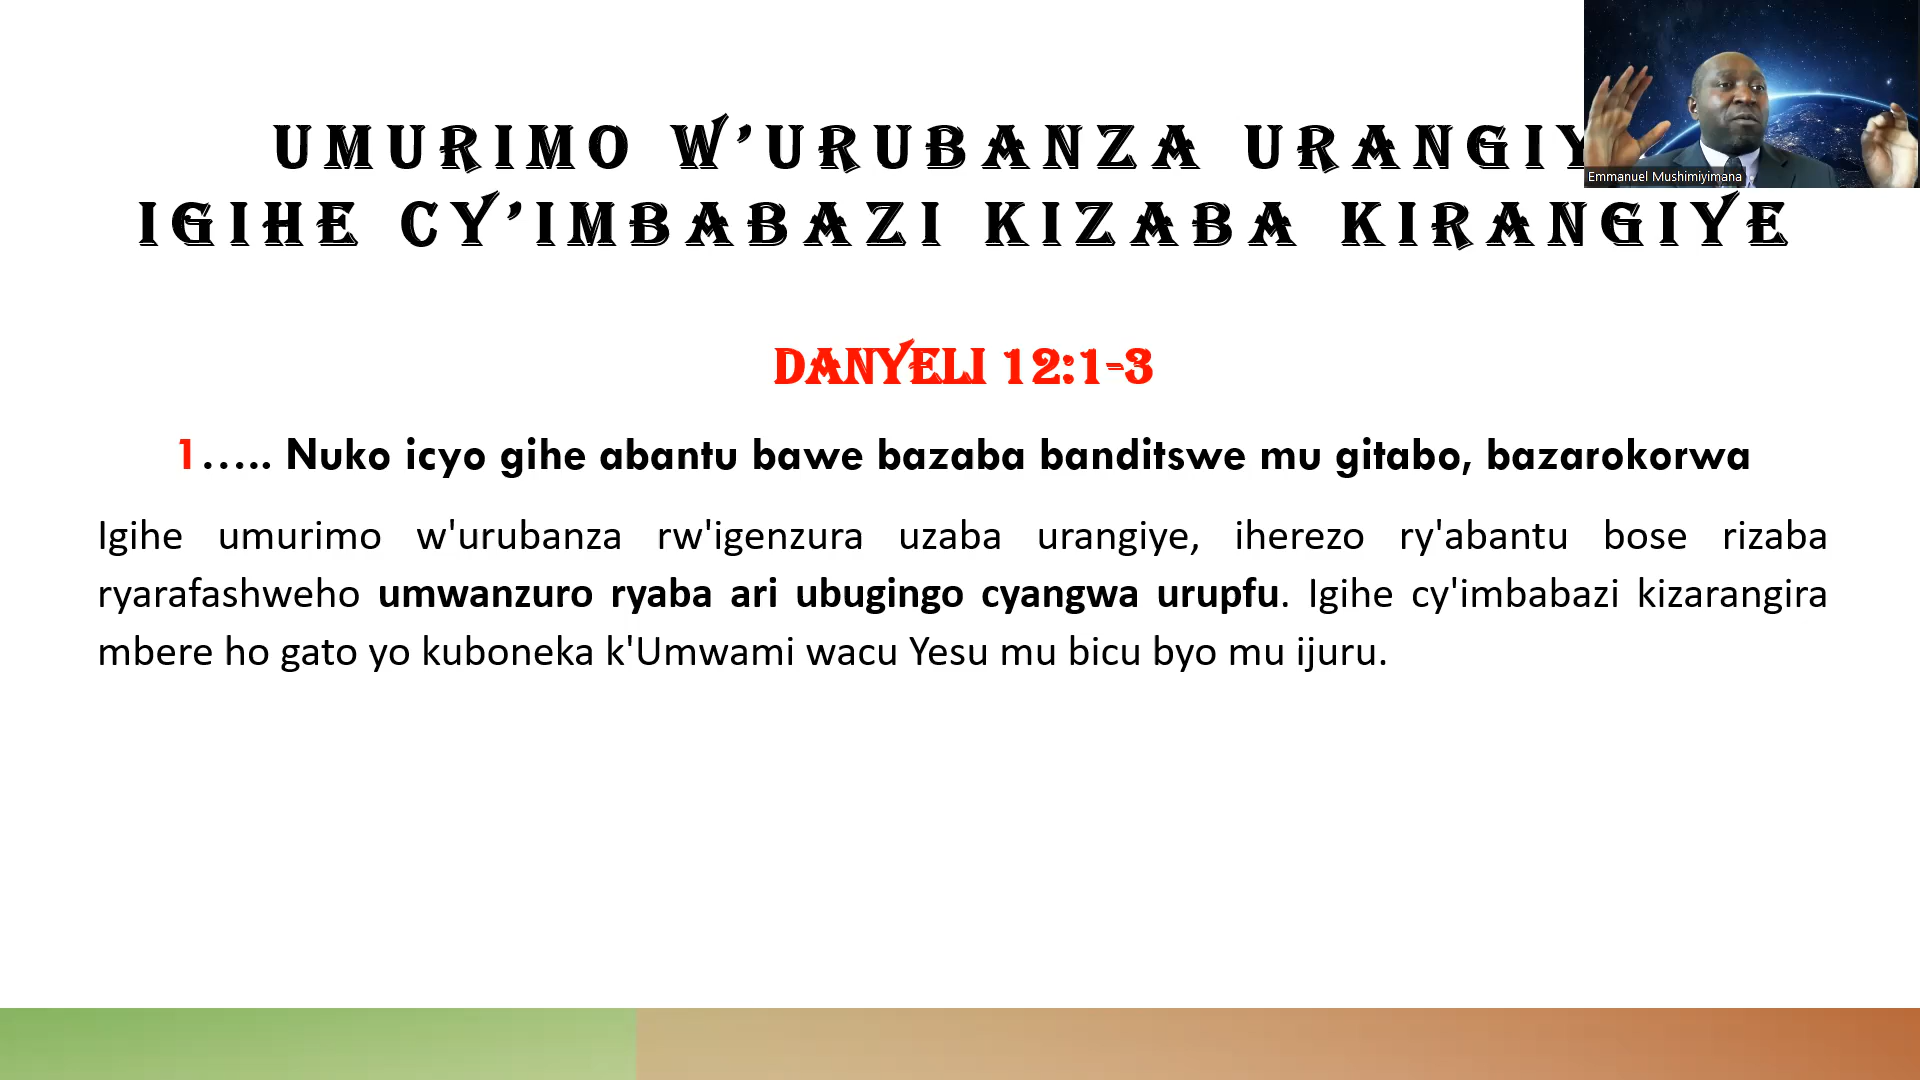 UMURIMO W’URUBANZA
IGIHE CY’IMBABAZI KIZABA KIRANGIYE
DANYELI 12:1-3
1….. Nuko icyo gihe abantu bawe bazaba banditswe mu gitabo, bazarokorwa
Igihe umurimo w'urubanza rw'igenzura uzaba urangiye, iherezo ry'abantu bose rizaba
ryarafashweho umwanzuro ryaba ari ubugingo cyangwa urupfu. Igihe cy'imbabazi kizarangira
mbere ho gato yo kuboneka k'Umwami wacu Yesu mu bicu byo mu ijuru.
Emmanuel Mushimiyimana